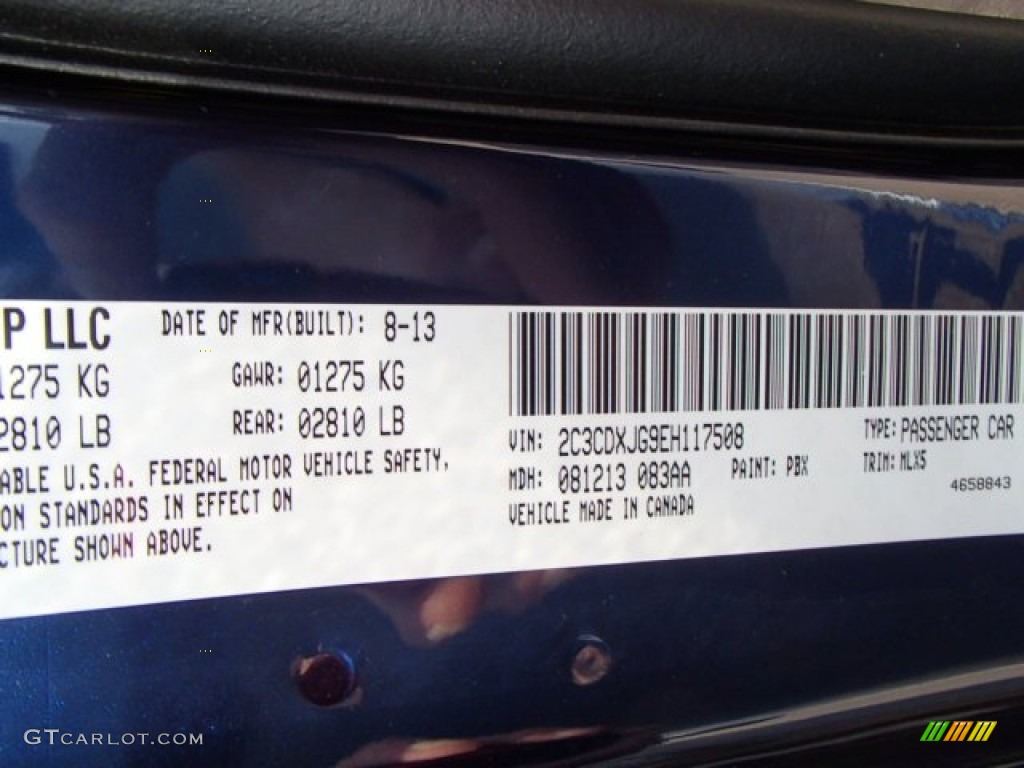 P LLC
DATE OF MFR(BUILT): 8-13
1275 KG
GAWR: 01275 KG
2810 LB
REAR: 02810 LB
ABLE U.S.A. FEDERAL MOTOR VEHICLE SAFETY,
ON STANDARDS IN EFFECT ON
CTURE SHOWN ABOVE.
VIN: 2C3CDXJG9EH117508
TYPE: PASSENGER CAR
MDH: 081213 083AA
PAINT: PBX
TRIM: MLX5
4658843
VEHICLE MADE IN CANADA
GTCARLOT.COM